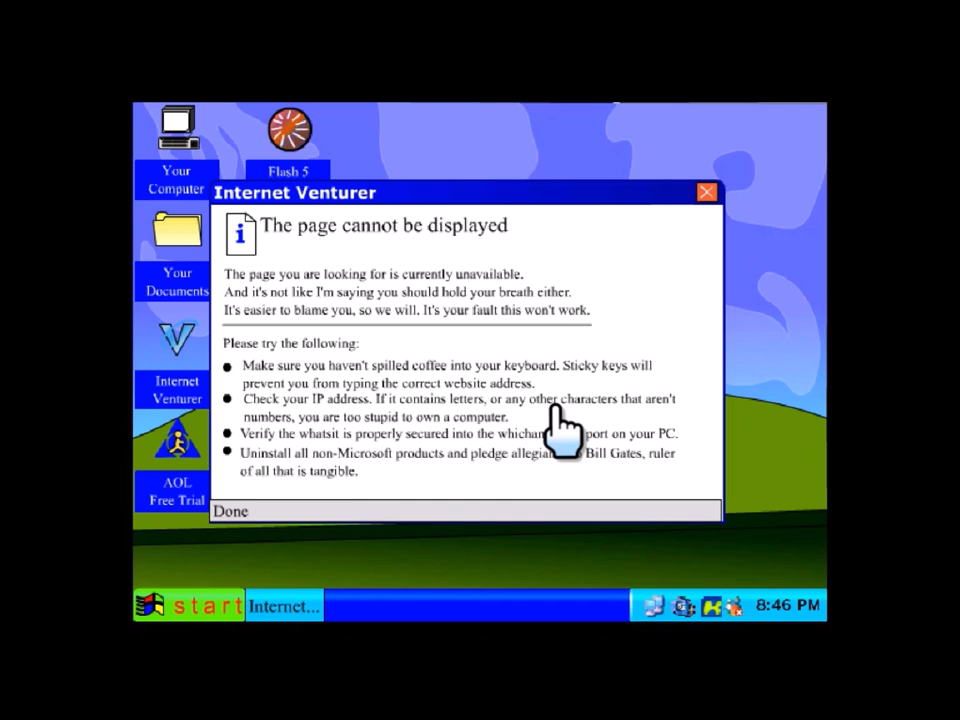 Your
Computer
Flash 5
Internet Venturer
The page cannot be displayed
The page you are looking for is currently unavailable.
And it's not like I'm saying you should hold your breath either.
It's easier to blame you, so we will. It's your fault this won't work.
Please try the following:
Make sure you haven't spilled coffee into your keyboard. Sticky keys will
prevent you from typing the correct website address.
Check your IP address. If it contains letters, or any other characters that aren't
numbers, you are too stupid to own a computer.
Verify the whatsit is properly secured into the port on your PC.
Uninstall all non-Microsoft products and pledge Bill Gates, ruler
of all that is tangible.
Done
Your
Documents
Internet
Venturer
AOL
Free Trial
start
Internet...
8:46 PM